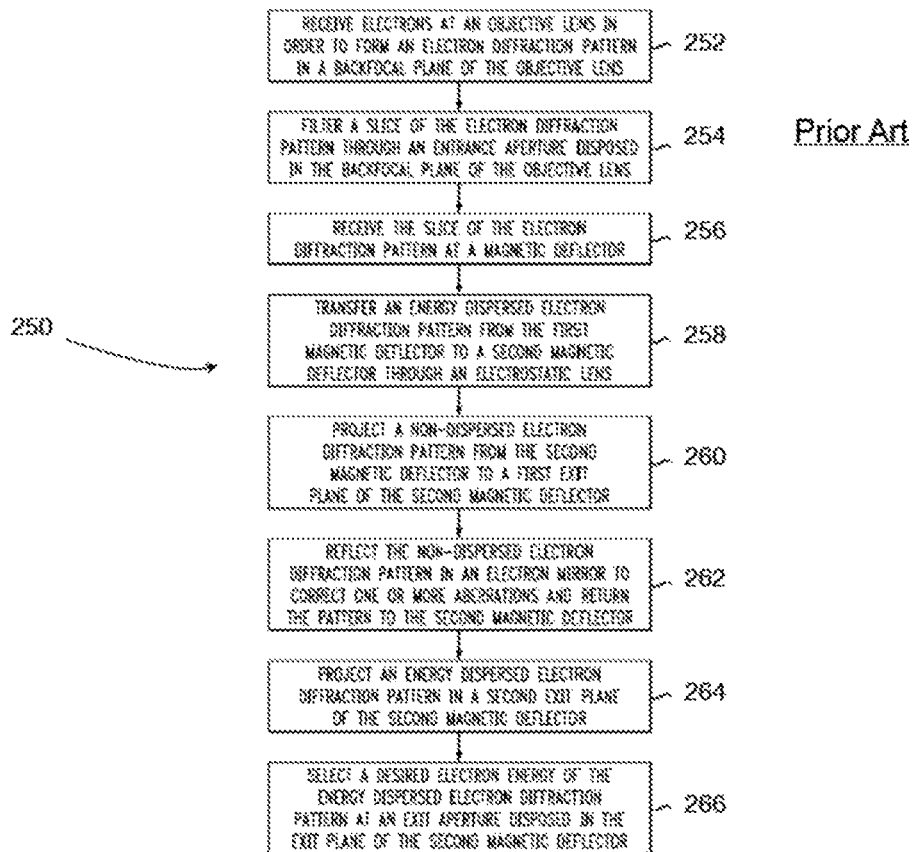 RECEIVE ELECTRONS AT AN OBJECTIVE LENS IN
ORDER TO FORM AN ELECTRON DIFFRACTION PATTERN
IN A BACKFOCAL PLANE OF THE OBJECTIVE LENS
252
FILTER A SLICE OF THE ELECTRON DIFFRACTION
PATTERN THROUGH AN ENTRANCE APERTURE DISPOSED
IN THE BACKFOCAL PLANE OF THE OBJECTIVE LENS
254
Prior Art
RECEIVE THE SLICE OF THE ELECTRON
DIFFRACTION PATTERN AT A MAGNETIC DEFLECTOR
256
250
TRANSFER AN ENERGY DISPERSED ELECTRON
DIFFRACTION PATTERN FROM THE FIRST
MAGNETIC DEFLECTOR TO A SECOND MAGNETIC
DEFLECTOR THROUGH AN ELECTROSTATIC LENS
258
PROJECT A NON-DISPERSED ELECTRON
DIFFRACTION PATTERN FROM THE SECOND
MAGNETIC DEFLECTOR TO A FIRST EXIT
PLANE OF THE SECOND MAGNETIC DEFLECTOR
260
REFLECT THE NON-DISPERSED ELECTRON
DIFFRACTION PATTERN IN AN ELECTRON MIRROR TO
CORRECT ONE OR MORE ABERRATIONS AND RETURN
THE PATTERN TO THE SECOND MAGNETIC DEFLECTOR
262
PROJECT AN ENERGY DISPERSED ELECTRON
DIFFRACTION PATTERN IN A SECOND EXIT PLANE
OF THE SECOND MAGNETIC DEFLECTOR
264
SELECT A DESIRED ELECTRON ENERGY OF THE
ENERGY DISPERSED ELECTRON DIFFRACTION
PATTERN AT AN EXIT APERTURE DISPOSED IN THE
EXIT PLANE OF THE SECOND MAGNETIC DEFLECTOR
266